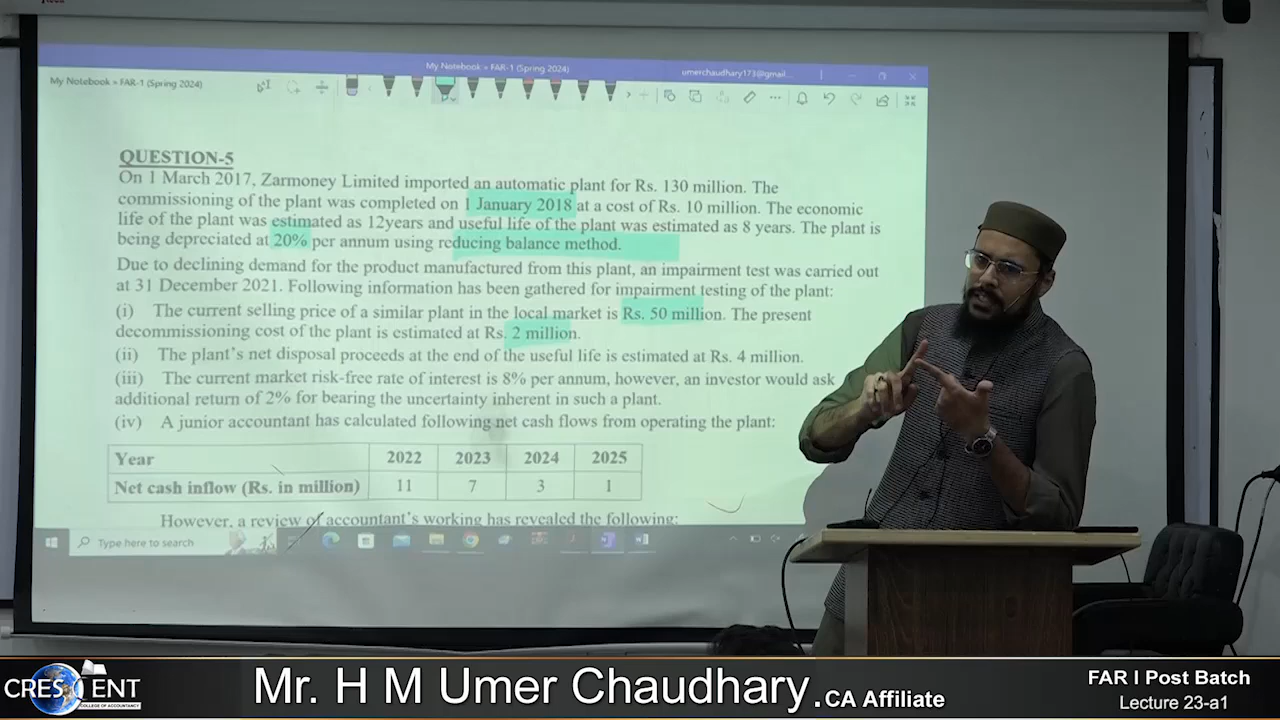 My Notebook » FAR-1 (Spring 2024)
umerchaudhary173@gmail...
My Notebook » FAR-1 (Spring 2024)
QUESTION-5
On 1 March 2017, Zarmoney Limited imported an automatic plant for Rs. 130 million. The
commissioning of the plant was completed on 1 January 2018 at a cost of Rs. 10 million. The economic
life of the plant was estimated as 12years and useful life of the plant was estimated as 8 years. The plant is
being depreciated at 20% per annum using reducing balance method.
Due to declining demand for the product manufactured from this plant, an impairment test was carried out
at 31 December 2021. Following information has been gathered for impairment testing of the plant:
(i) The current selling price of a similar plant in the local market is Rs. 50 million. The present
decommissioning cost of the plant is estimated at Rs. 2 million.
(ii) The plant's net disposal proceeds at the end of the useful life is estimated at Rs. 4 million.
(iii) The current market risk-free rate of interest is 8% per annum, however, an investor would ask
additional return of 2% for bearing the uncertainty inherent in such a plant.
(iv) A junior accountant has calculated following net cash flows from operating the plant:
Year 2022 2023 2024 2025
Net cash inflow (Rs. in million) 11 7 3 1
However, a review of accountant's working has revealed the following:
Type here to search
CRESCENT
COLLEGE OF ACCOUNTANCY
Mr. H M Umer Chaudhary .CA Affiliate
FAR I Post Batch
Lecture 23-a1